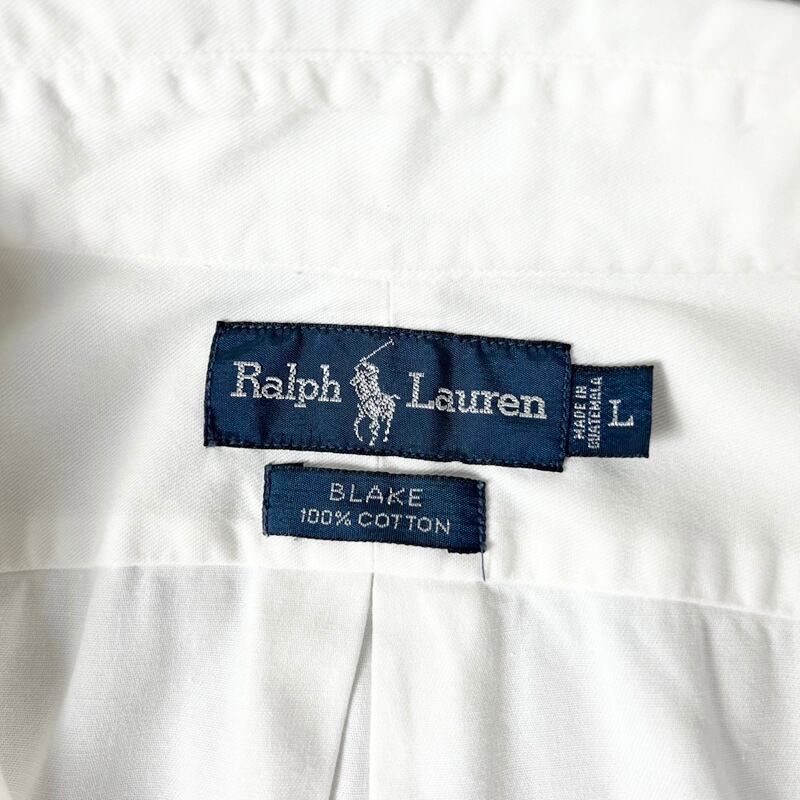 Ralph Lauren
MADE IN
GUATEMALA
L
BLAKE
100% COTTON